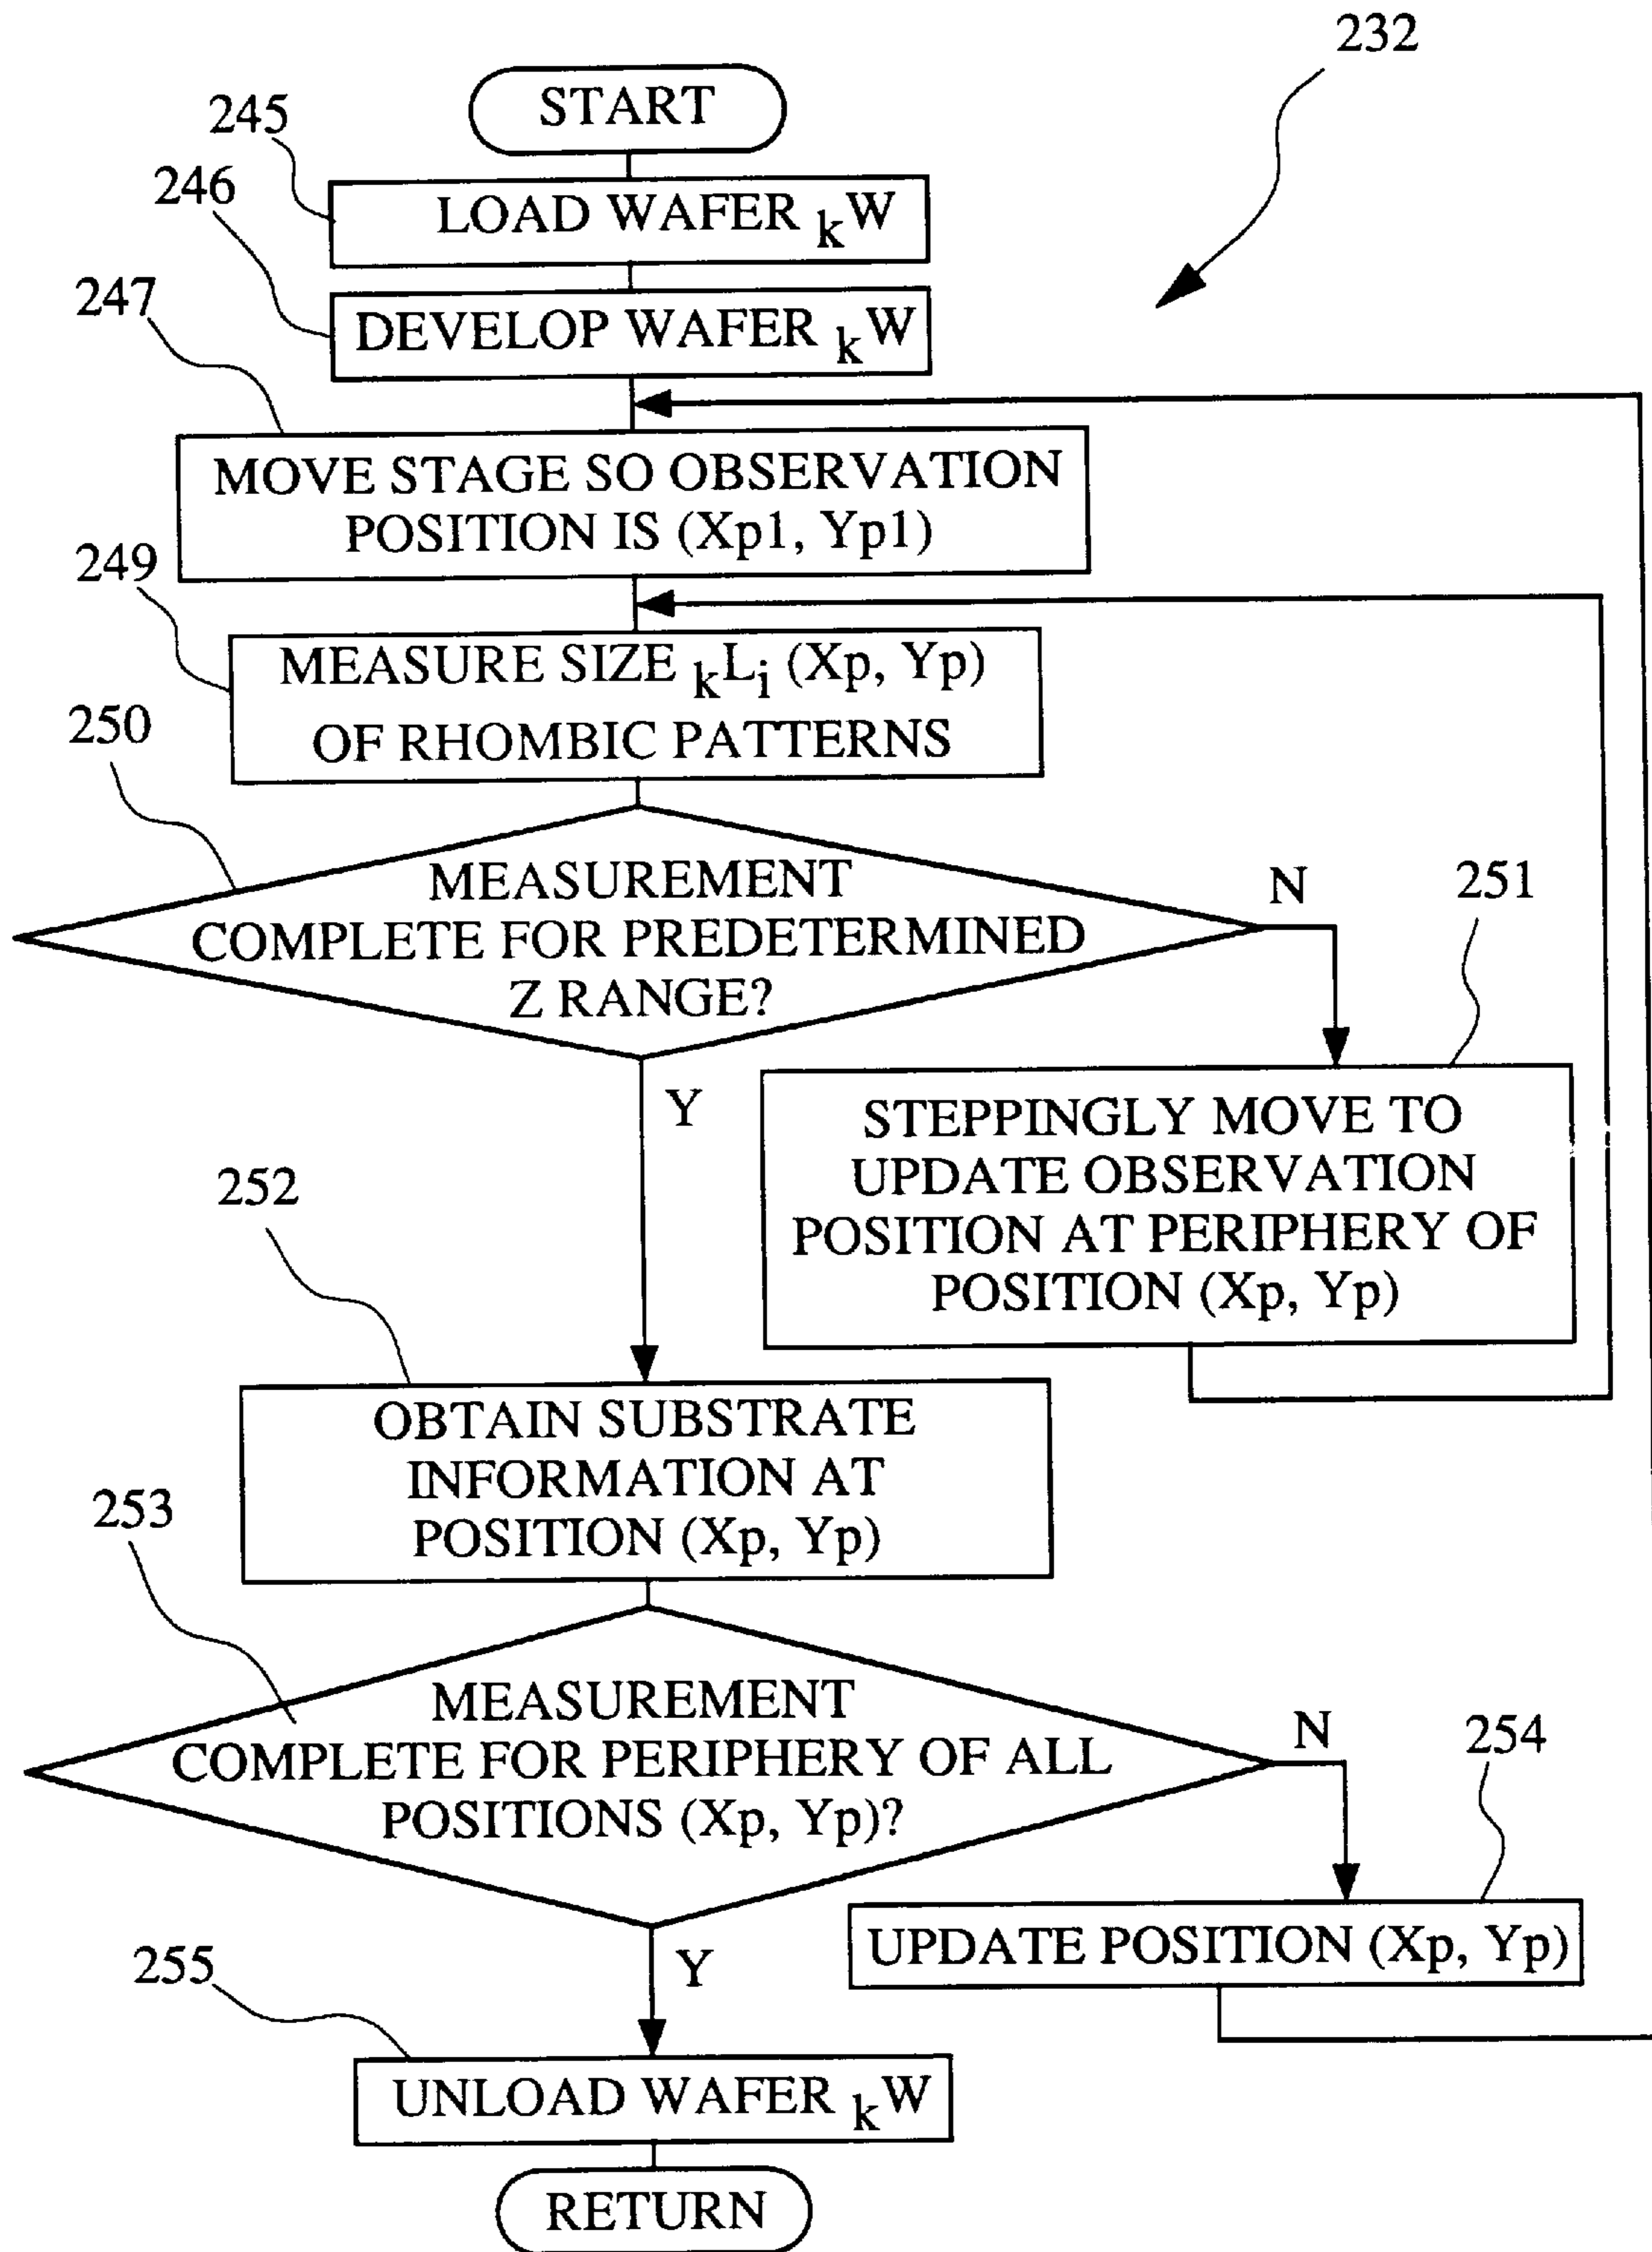 232
START
245
LOAD WAFER kW
246
DEVELOP WAFER kW
247
MOVE STAGE SO OBSERVATION
POSITION IS (Xp1, Yp1)
249
MEASURE SIZE kLi (Xp, Yp)
OF RHOMBIC PATTERNS
250
MEASUREMENT
COMPLETE FOR PREDETERMINED
Z RANGE?
N
251
Y
STEPPINGLY MOVE TO
UPDATE OBSERVATION
POSITION AT PERIPHERY OF
POSITION (Xp, Yp)
252
OBTAIN SUBSTRATE
INFORMATION AT
POSITION (Xp, Yp)
253
MEASUREMENT
COMPLETE FOR PERIPHERY OF ALL
POSITIONS (Xp, Yp)?
N
254
UPDATE POSITION (Xp, Yp)
Y
255
UNLOAD WAFER kW
RETURN